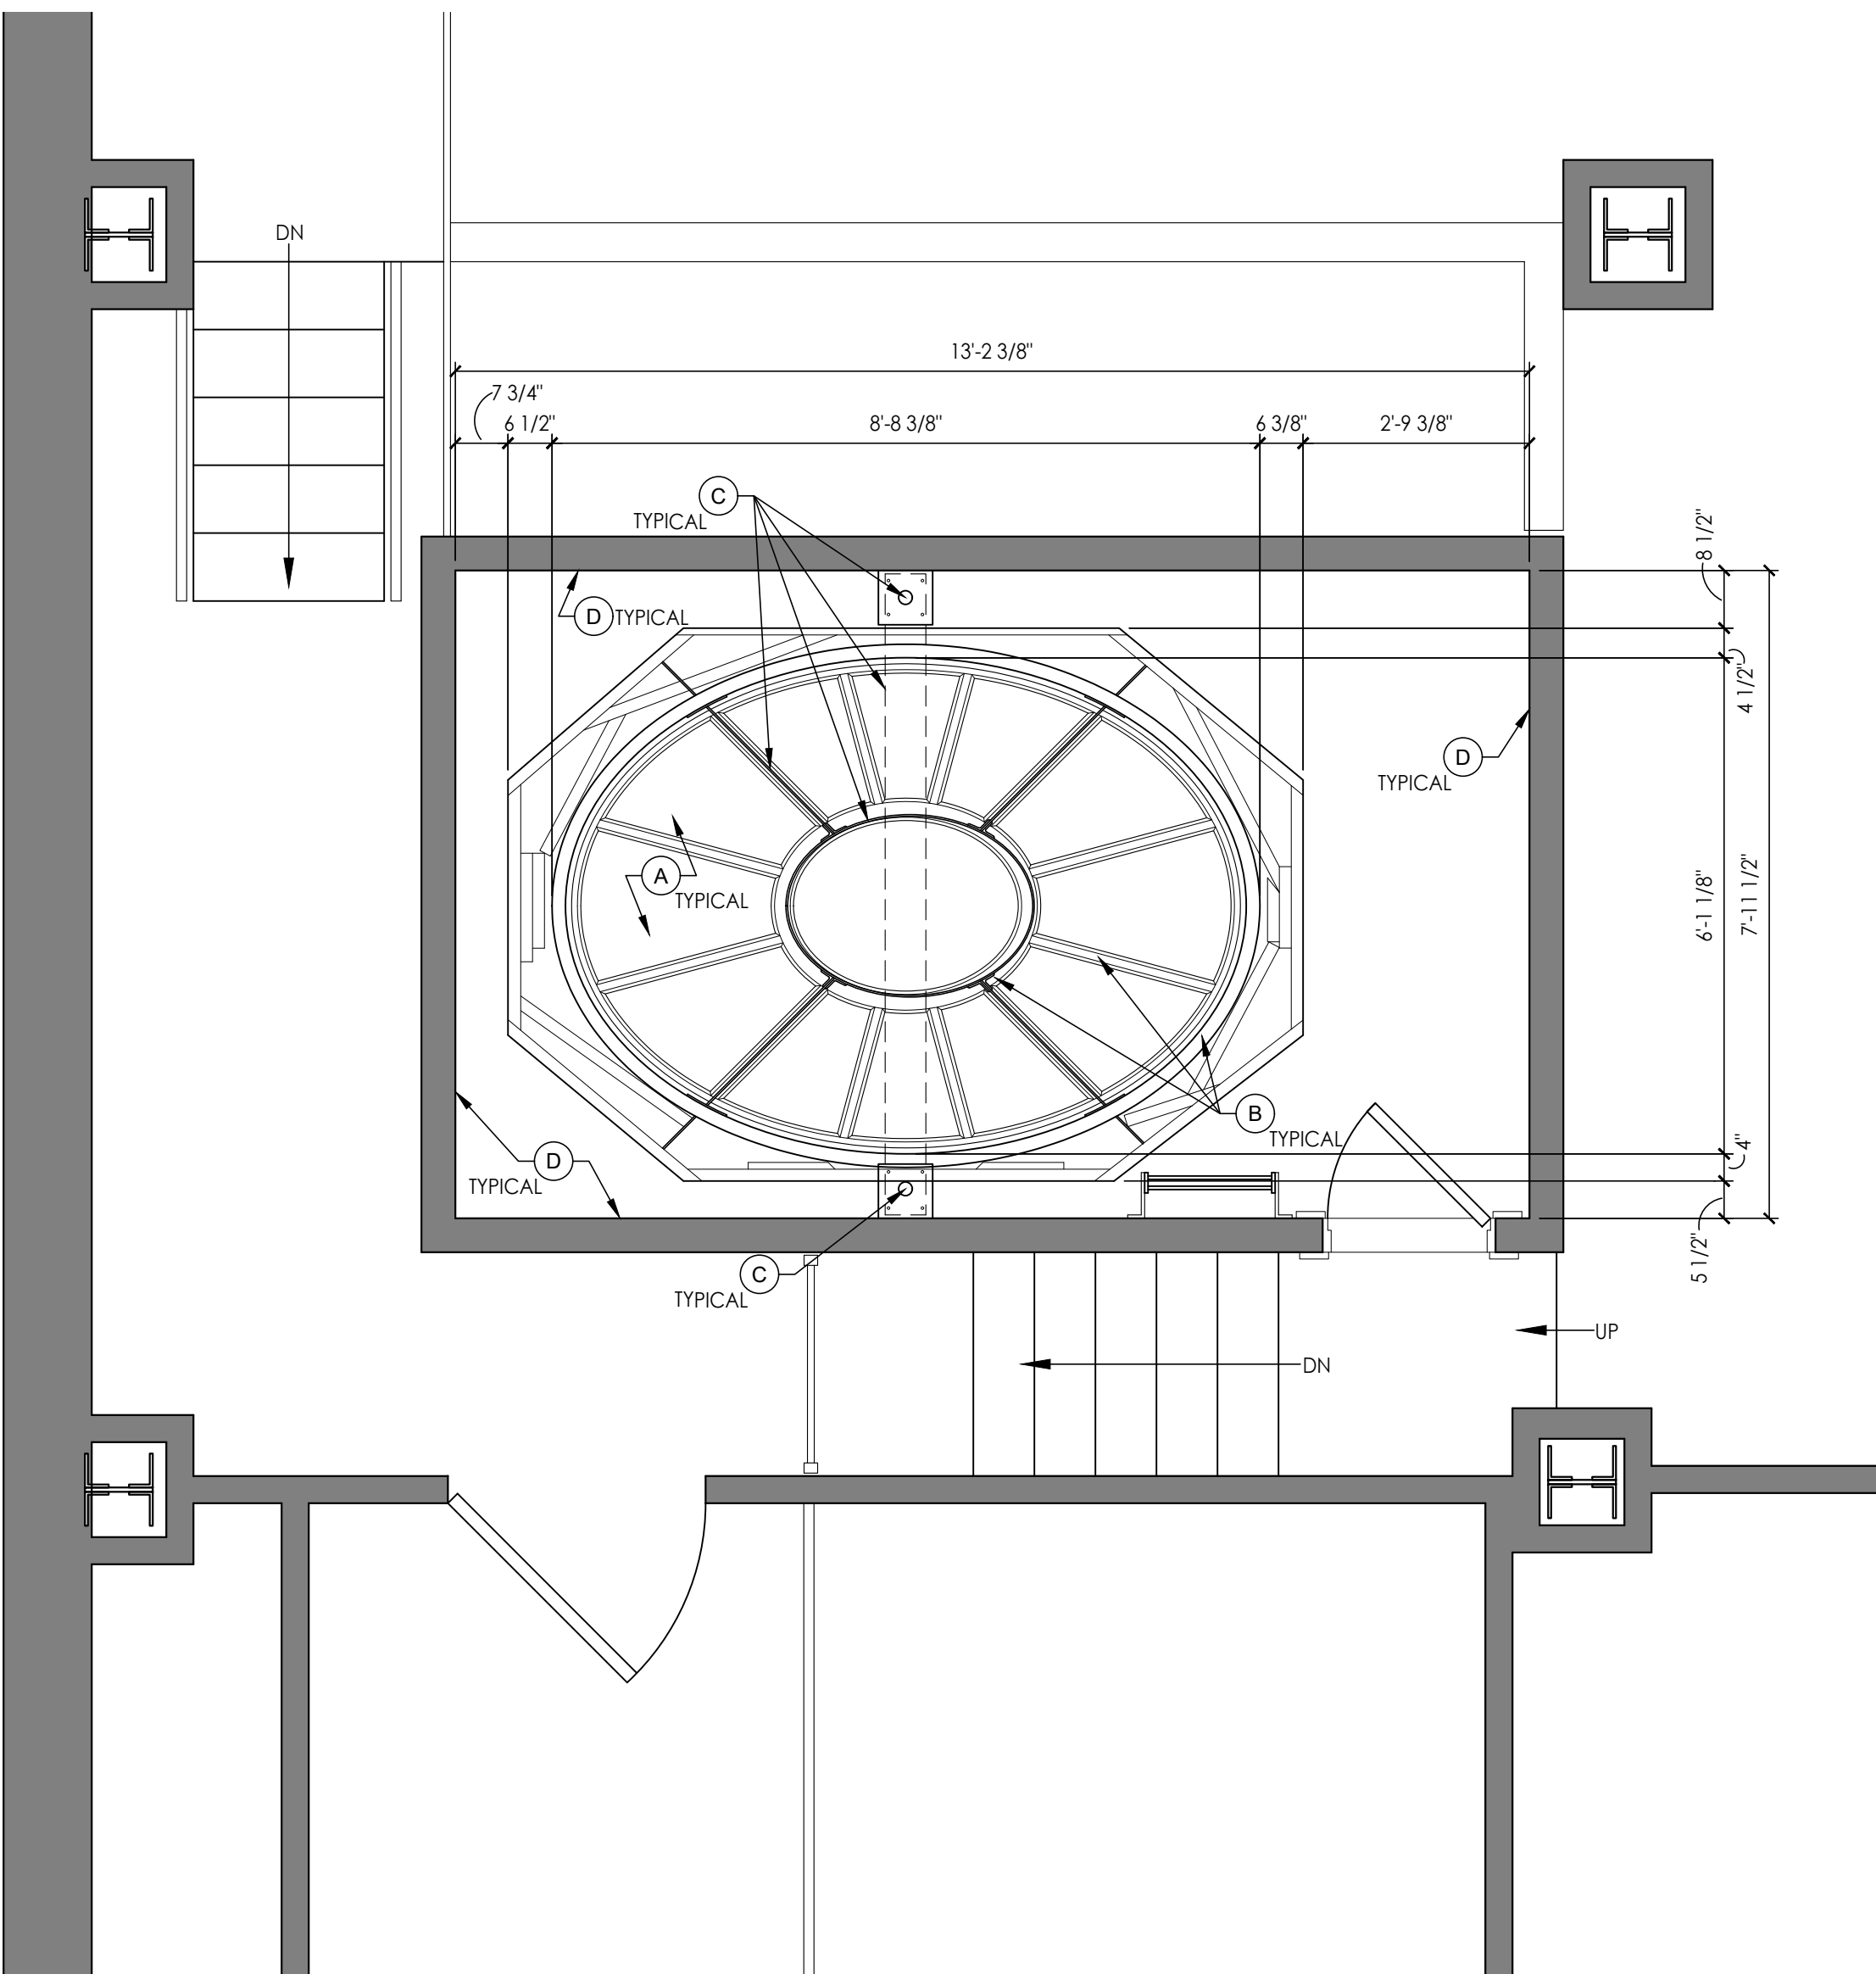 DN
13'-2 3/8"
7 3/4"
6 1/2"
8'-8 3/8"
6 3/8"
2'-9 3/8"
C
TYPICAL
8 1/2"
D TYPICAL
4 1/2"
D
TYPICAL
A
TYPICAL
6'-1 1/8"
7'-11 1/2"
B
TYPICAL
4"
D
TYPICAL
5 1/2"
C
TYPICAL
UP
DN